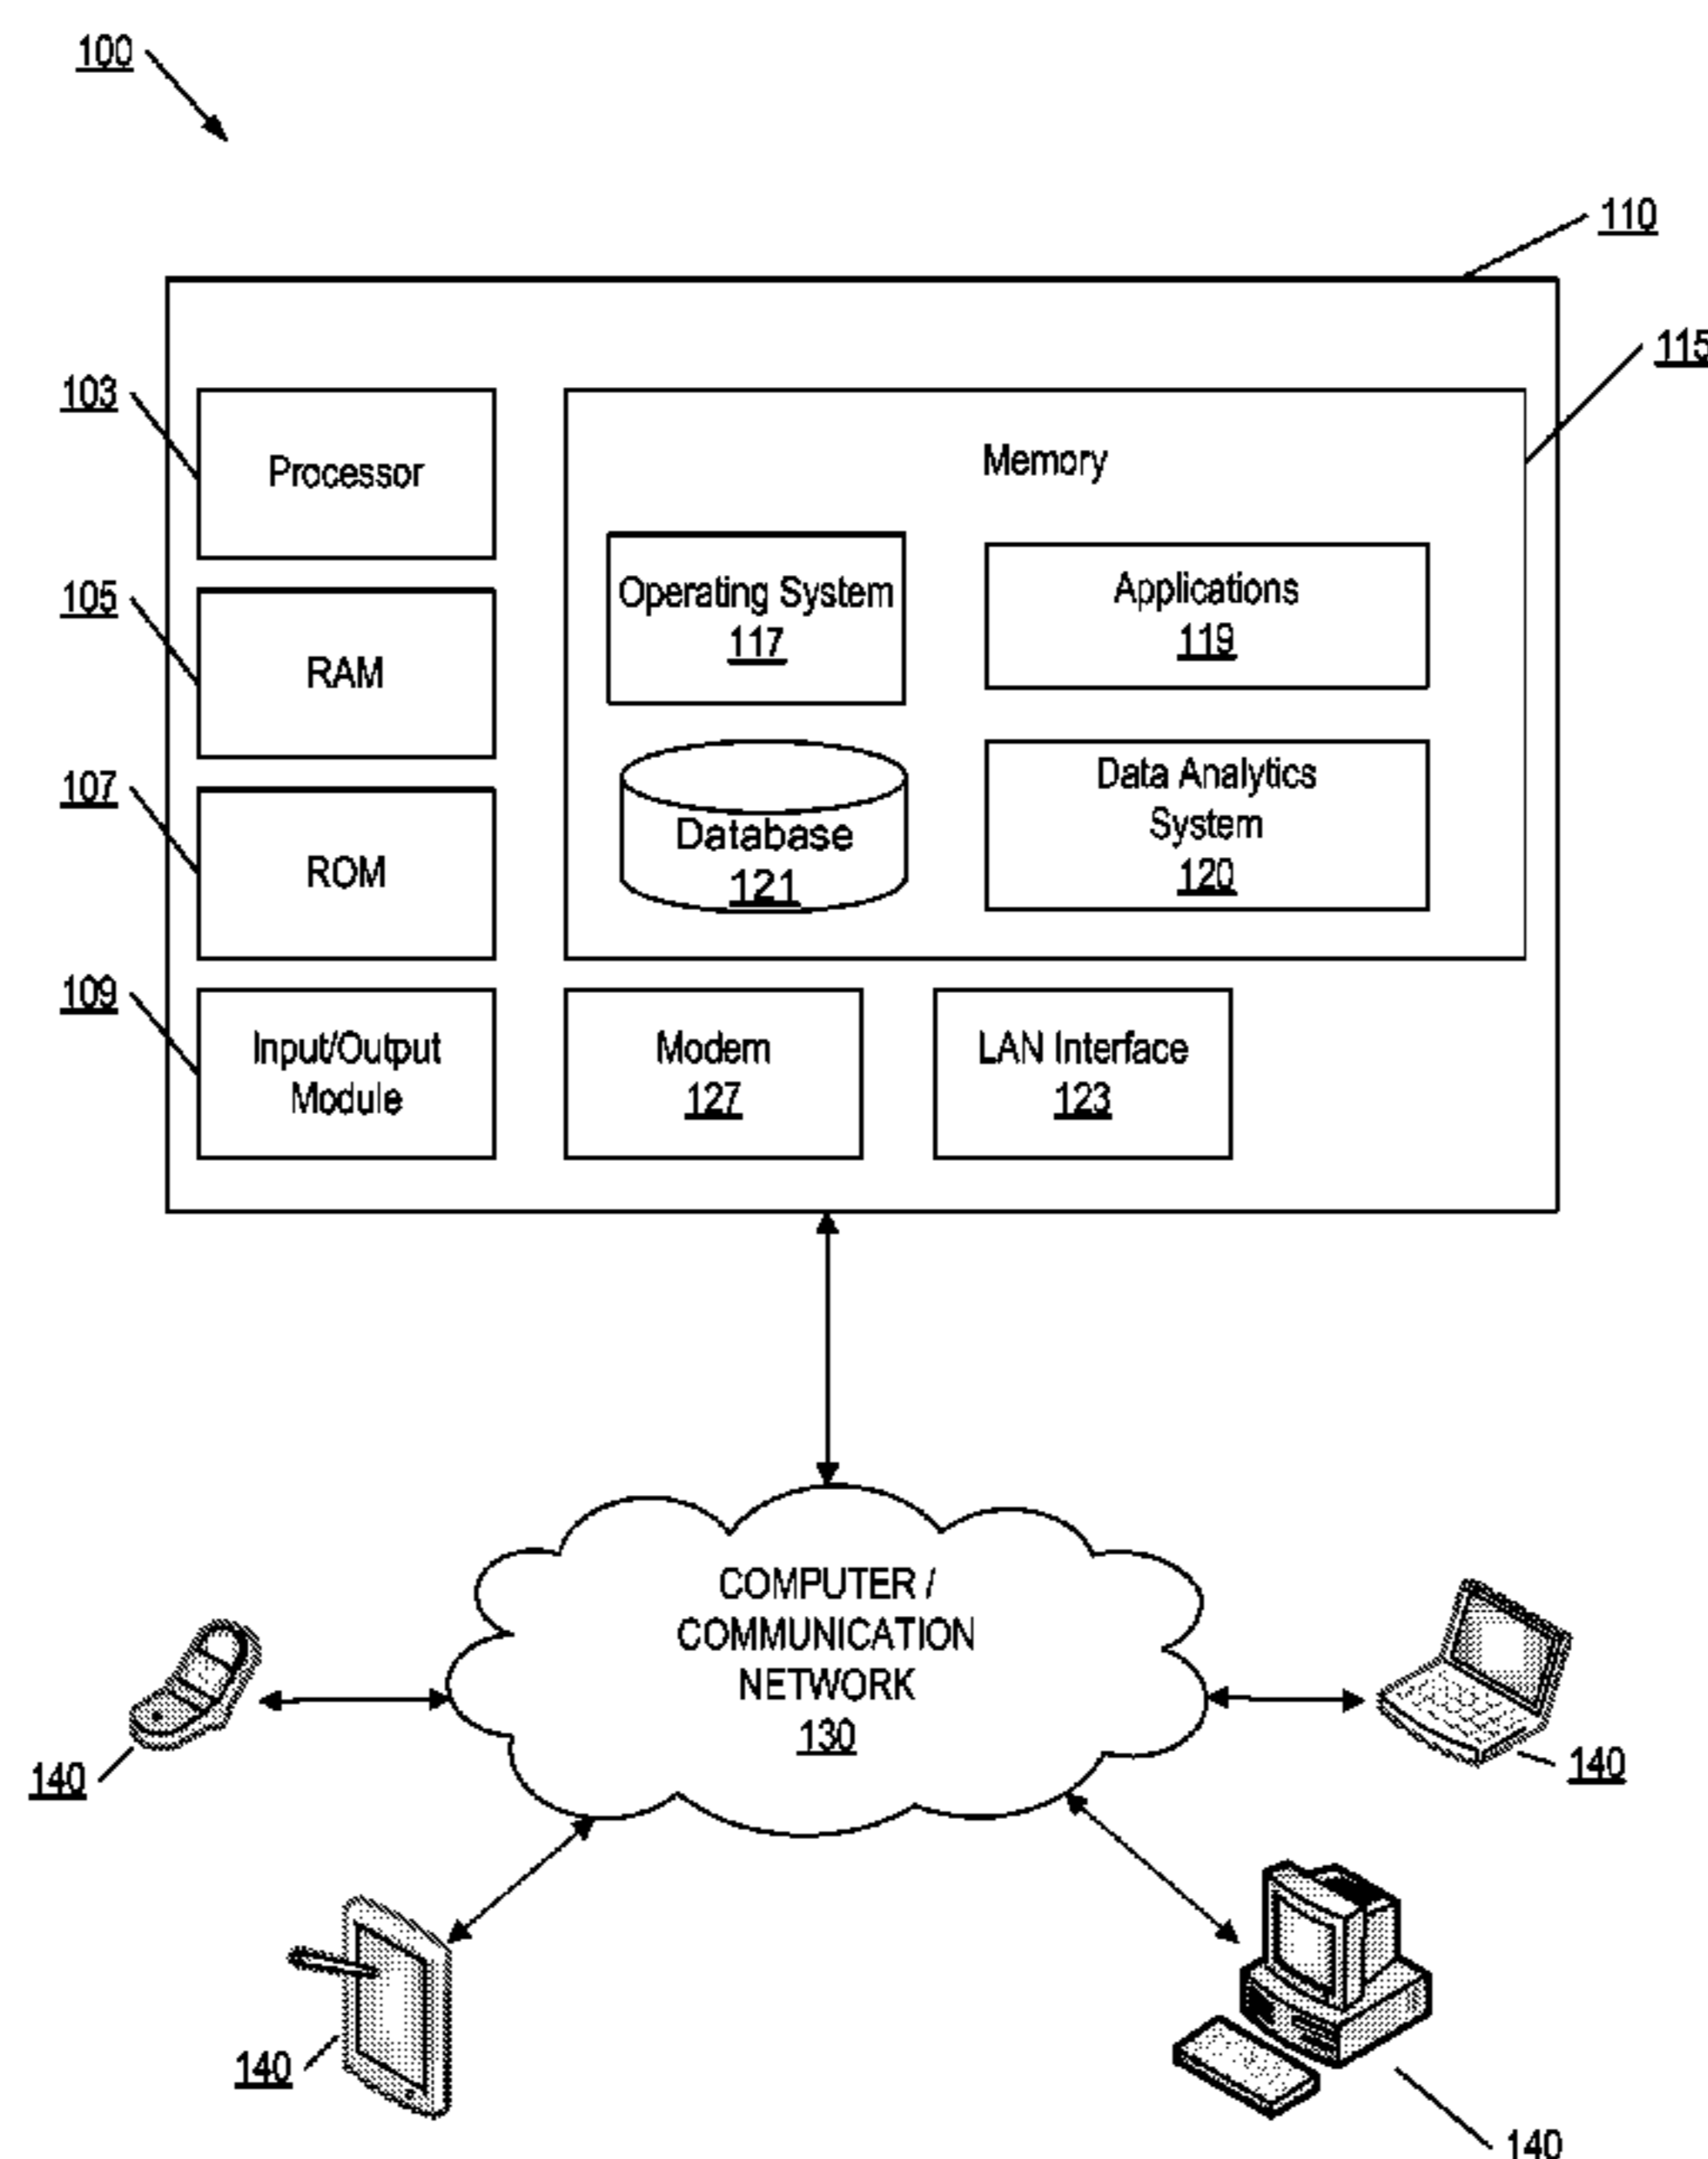 100
110
115
103
Processor
Memory
105
Operating System
117
Applications
119
RAM
107
Database
121
Data Analytics
System
120
ROM
109
Input/Output
Module
Modem
127
LAN Interface
123
COMPUTER /
COMMUNICATION
NETWORK
130
140
140
140
140